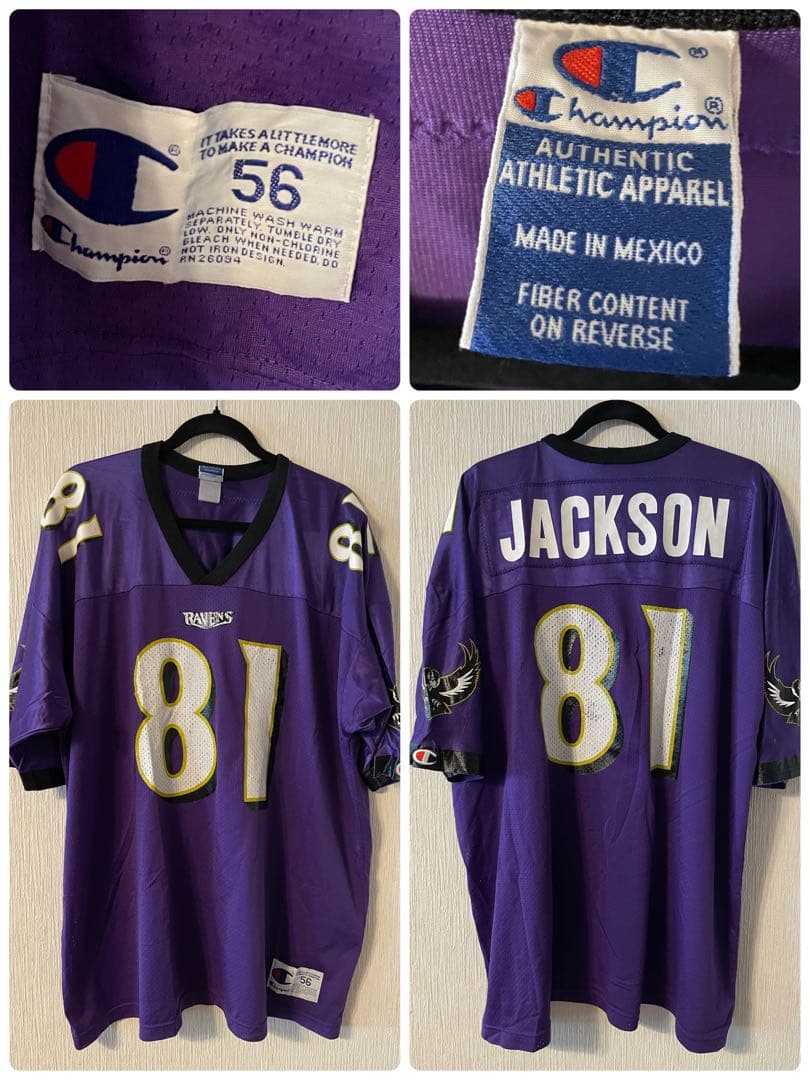 IT TAKES A LITTLE MORE
TO MAKE A CHAMPION
56
MACHINE WASH WARM
SEPARATELY. TUMBLE DRY
LOW. ONLY NON-CHLORINE
BLEACH WHEN NEEDED. DO
NOT IRON DESIGN.
RN 26094
Champion
Champion
AUTHENTIC
ATHLETIC APPAREL
MADE IN MEXICO
FIBER CONTENT
ON REVERSE
81
81
RAVENS
81
Champion
56
JACKSON
81